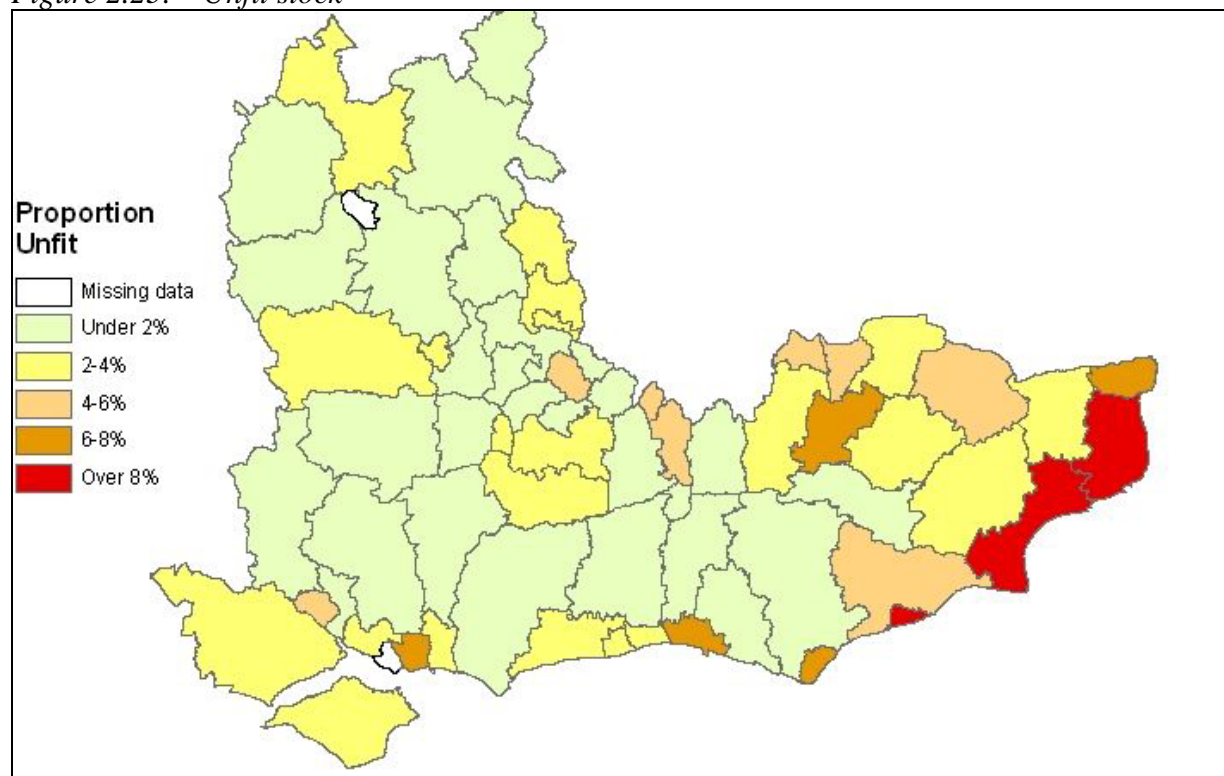 Figure 2.23: Unfit stock
Proportion
Unfit
Missing data
Under 2%
2-4%
4-6%
6-8%
Over 8%